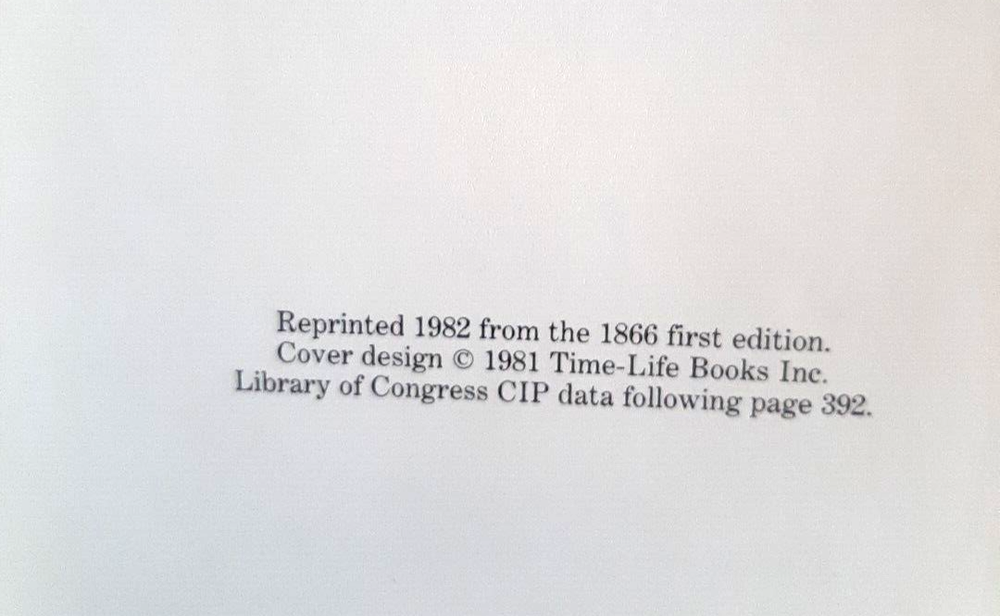 Reprinted 1982 from the 1866 first edition.
Cover design © 1981 Time-Life Books Inc.
Library of Congress CIP data following page 392.